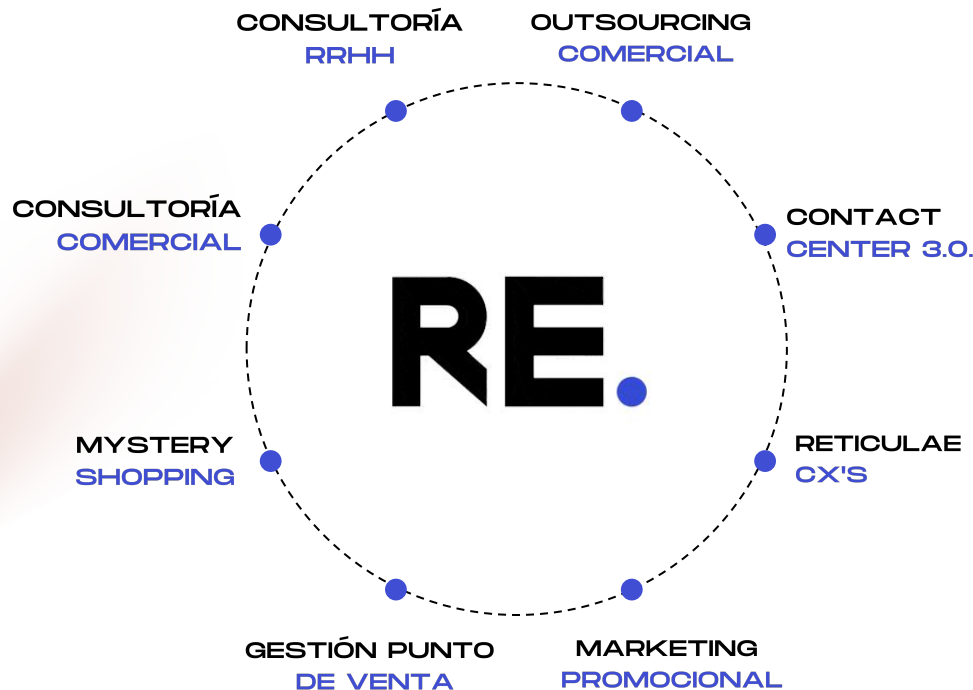 CONSULTORÍA
RRHH
OUTSOURCING
COMERCIAL
CONSULTORÍA
COMERCIAL
CONTACT
CENTER 3.0.
RE.
MYSTERY
SHOPPING
RETICULAE
CX'S
GESTIÓN PUNTO
DE VENTA
MARKETING
PROMOCIONAL